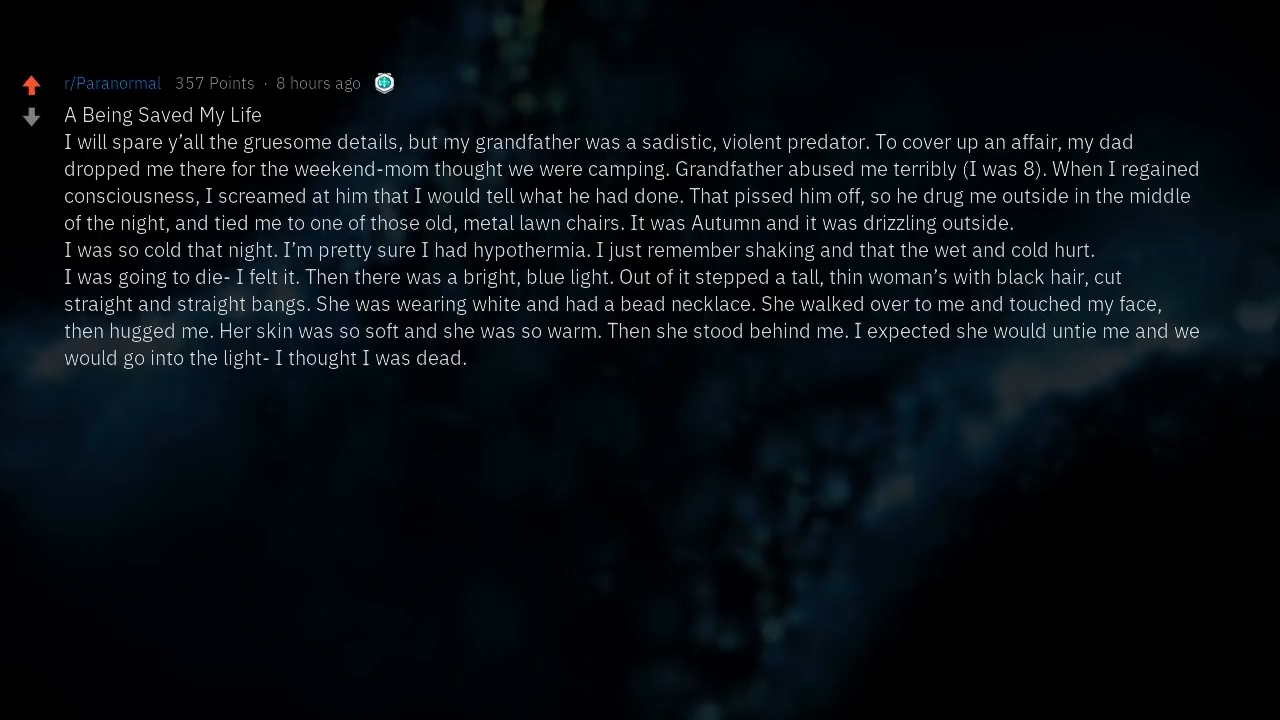 r/Paranormal 357 Points · 8 hours ago
A Being Saved My Life
I will spare y’all the gruesome details, but my grandfather was a sadistic, violent predator. To cover up an affair, my dad
dropped me there for the weekend-mom thought we were camping. Grandfather abused me terribly (I was 8). When I regained
consciousness, I screamed at him that I would tell what he had done. That pissed him off, so he drug me outside in the middle
of the night, and tied me to one of those old, metal lawn chairs. It was Autumn and it was drizzling outside.
I was so cold that night. I’m pretty sure I had hypothermia. I just remember shaking and that the wet and cold hurt.
I was going to die- I felt it. Then there was a bright, blue light. Out of it stepped a tall, thin woman’s with black hair, cut
straight and straight bangs. She was wearing white and had a bead necklace. She walked over to me and touched my face,
then hugged me. Her skin was so soft and she was so warm. Then she stood behind me. I expected she would untie me and we
would go into the light- I thought I was dead.